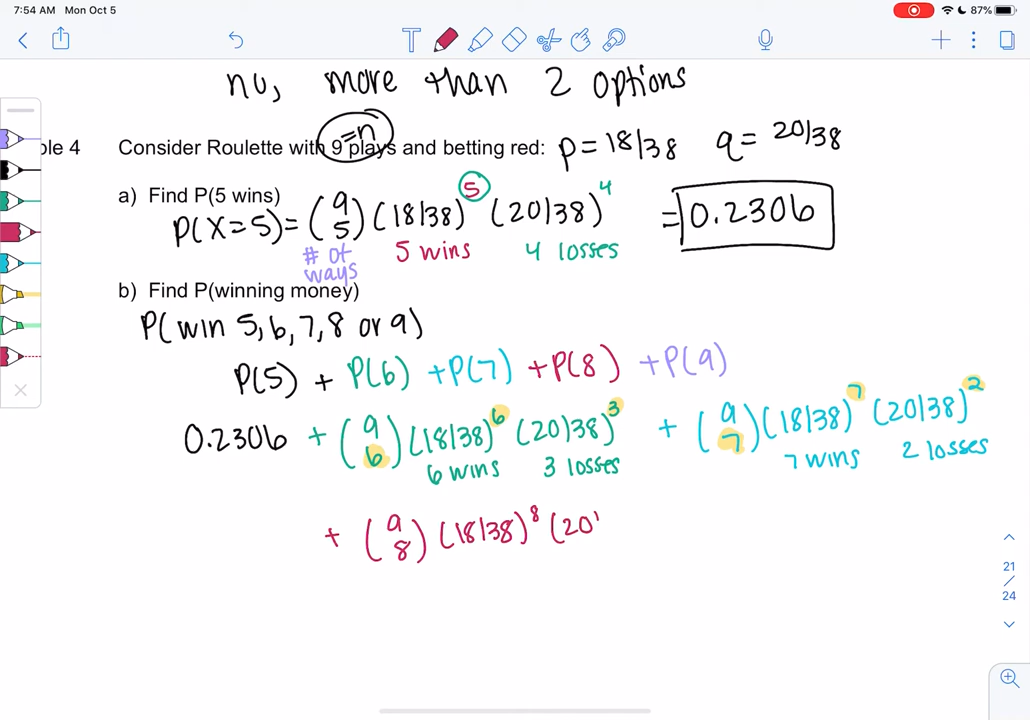 7:54 AM Mon Oct 5
87%
no, more than 2 options
ple 4 Consider Roulette with 9 plays and betting red: p = 18/38 q = 20/38
=n
a) Find P(5 wins)
P(X=5) = (9 5) (18/38)^5 (20/38)^4 = 0.2306
# of ways 5 wins 4 losses
b) Find P(winning money)
P(win 5, 6, 7, 8 or 9)
P(5) + P(6) + P(7) + P(8) + P(9)
0.2306 + (9 6) (18/38)^6 (20/38)^3 + (9 7) (18/38)^7 (20/38)^2
6 wins 3 losses 7 wins 2 losses
+ (9 8) (18/38)^8 (20
21
/
24